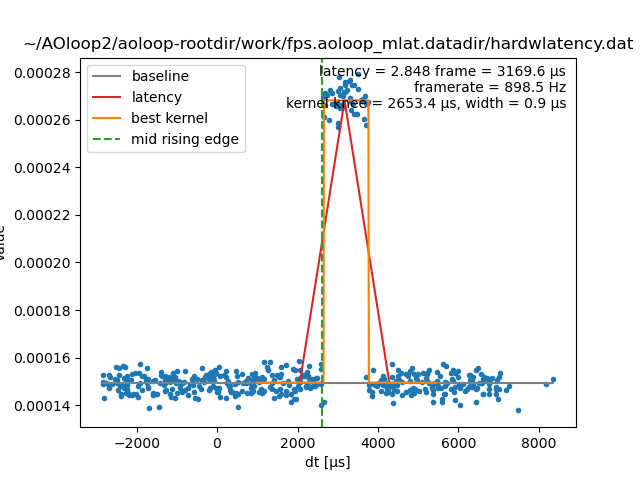 ~/AOloop2/aoloop-rootdir/work/fps.aoloop_mlat.datadir/hardwlatency.dat
0.00028
0.00026
0.00024
0.00022
0.00020
0.00018
0.00016
0.00014
baseline
latency
best kernel
mid rising edge
latency = 2.848 frame = 3169.6 µs
framerate = 898.5 Hz
kernel knee = 2653.4 µs, width = 0.9 µs
−2000
0
2000
4000
6000
8000
dt [µs]